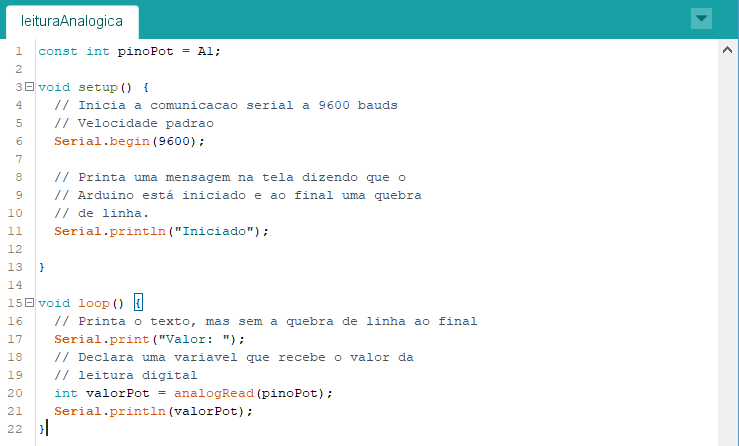 leituraAnalogica
1 const int pinoPot = A1;
2
3 void setup() {
4 // Inicia a comunicacao serial a 9600 bauds
5 // Velocidade padrao
6 Serial.begin(9600);
7
8 // Printa uma mensagem na tela dizendo que o
9 // Arduino está iniciado e ao final uma quebra
10 // de linha.
11 Serial.println("Iniciado");
12
13 }
14
15 void loop() {
16 // Printa o texto, mas sem a quebra de linha ao final
17 Serial.print("Valor: ");
18 // Declara uma variavel que recebe o valor da
19 // leitura digital
20 int valorPot = analogRead(pinoPot);
21 Serial.println(valorPot);
22 }